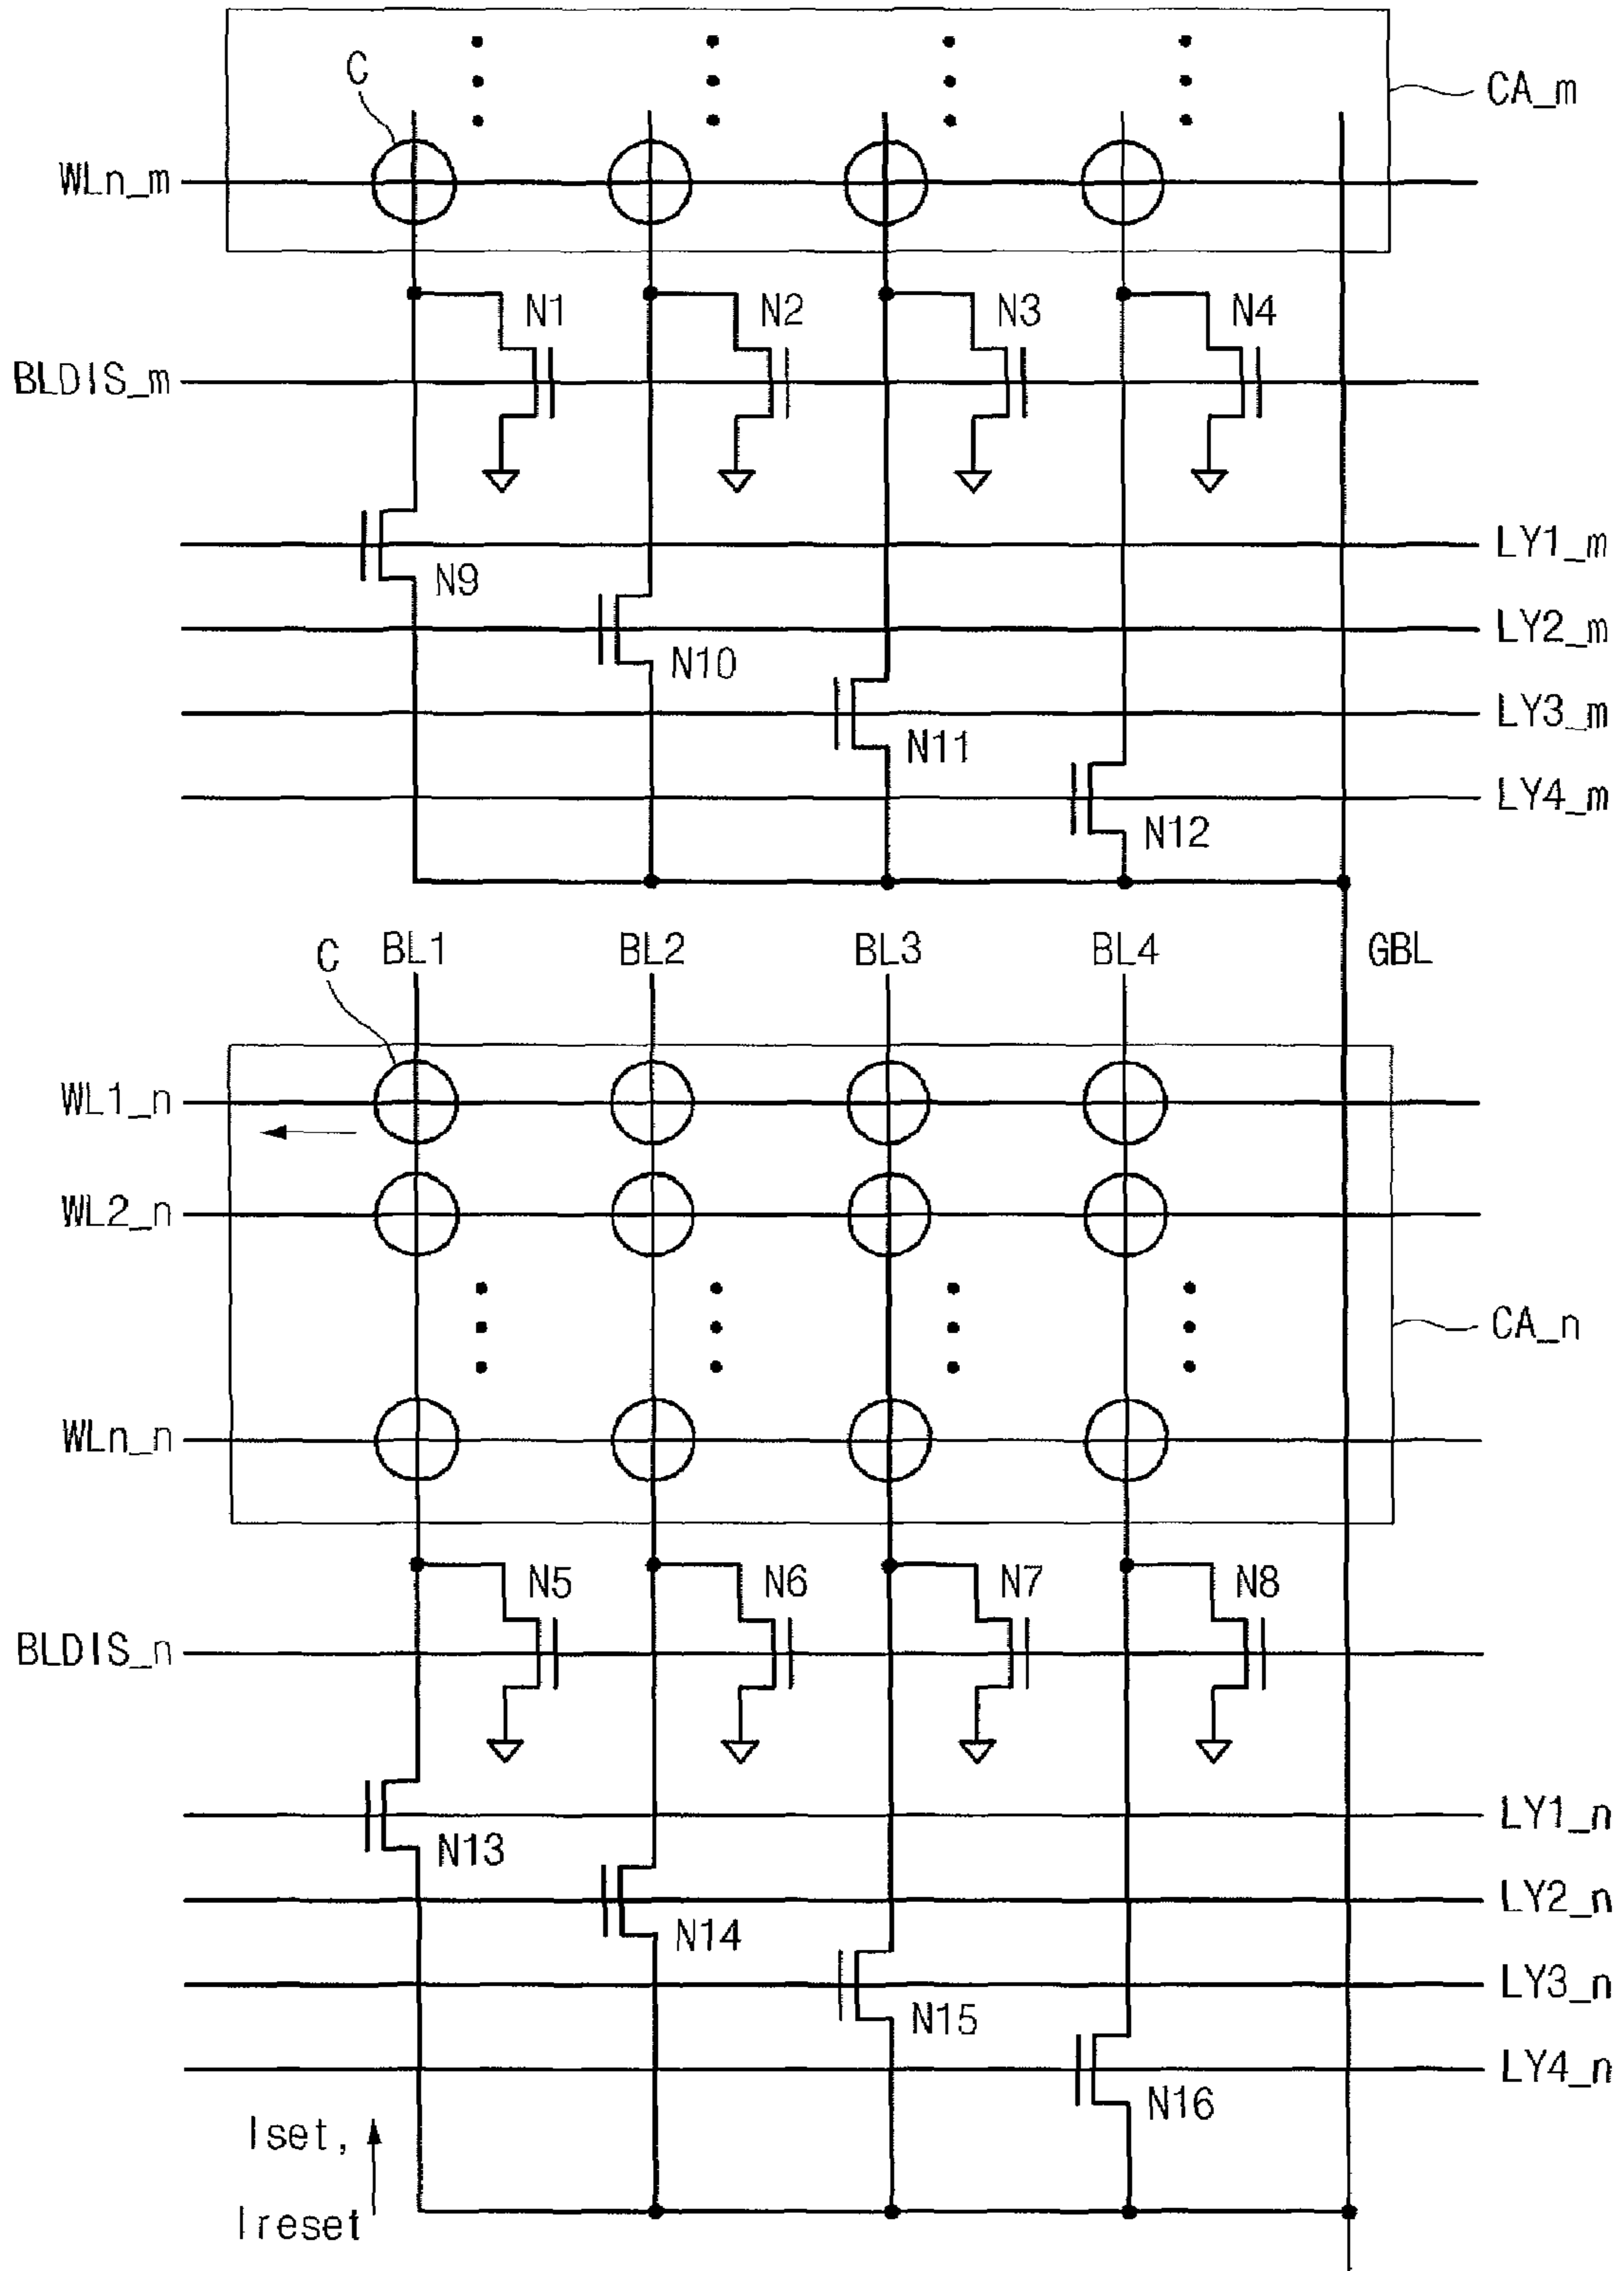 C
CA_m
WLn_m
N1 N2 N3 N4
BLDIS_m
LY1_m
N9
LY2_m
N10
LY3_m
N11
LY4_m
N12
C BL1 BL2 BL3 BL4 GBL
WL1_n
WL2_n
CA_n
WLn_n
N5 N6 N7 N8
BLDIS_n
LY1_n
N13
LY2_n
N14
LY3_n
N15
LY4_n
N16
Iset,
Ireset